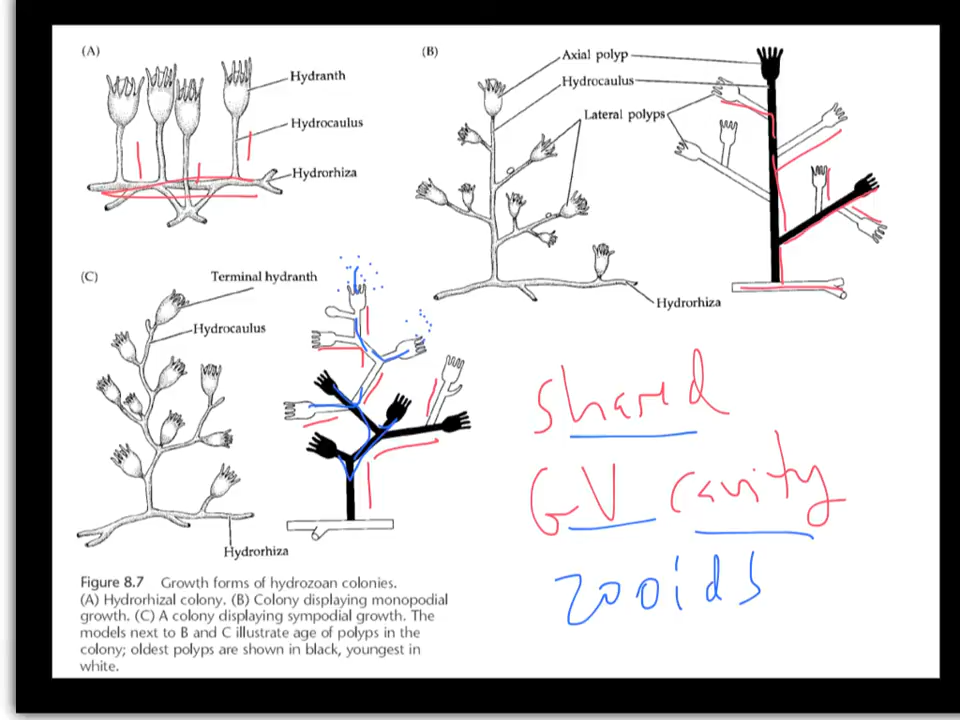 (A)
Hydranth
Hydrocaulus
Hydrorhiza
(B)
Axial polyp
Hydrocaulus
Lateral polyps
Hydrorhiza
(C)
Terminal hydranth
Hydrocaulus
Hydrorhiza
shared
GV cavity
zooids
Figure 8.7 Growth forms of hydrozoan colonies.
(A) Hydrorhizal colony. (B) Colony displaying monopodial
growth. (C) A colony displaying sympodial growth. The
models next to B and C illustrate age of polyps in the
colony; oldest polyps are shown in black, youngest in
white.